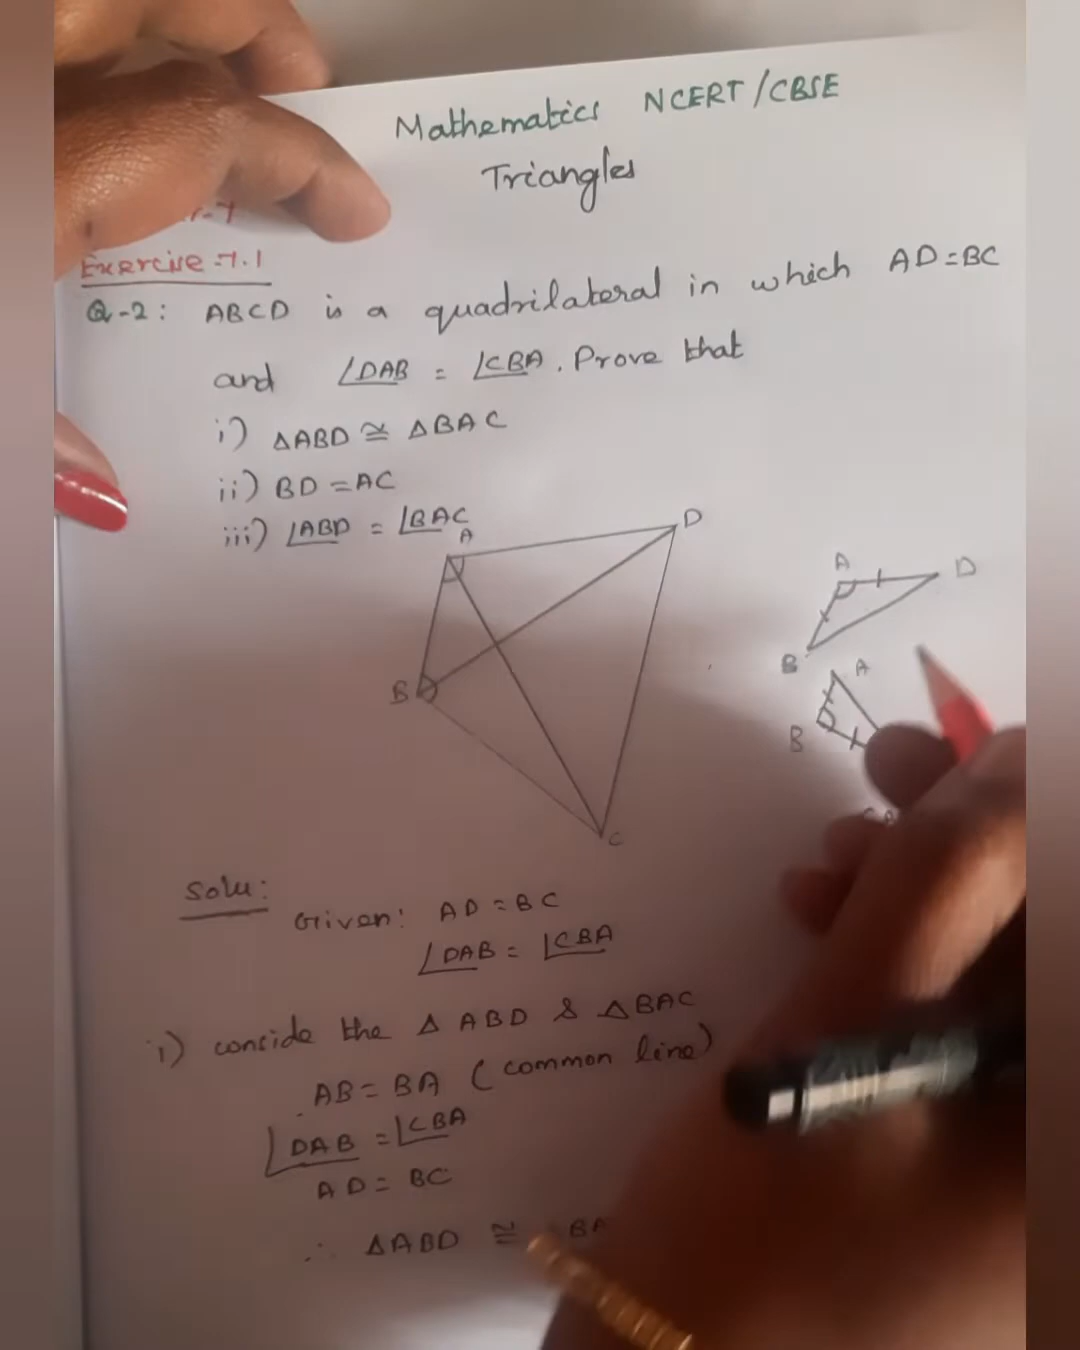 Mathematics NCERT/CBSE
Triangles
Exercise-7.1
Q-2: ABCD is a quadrilateral in which AD=BC
and ∠DAB = ∠CBA. Prove that
i) ΔABD ≅ ΔBAC
ii) BD=AC
iii) ∠ABD = ∠BAC
A
D
B
C
A
D
B
A
B
Solu:
Given: AD=BC
∠DAB = ∠CBA
i) conside the Δ ABD & ΔBAC
AB = BA (common line)
∠DAB = ∠CBA
AD = BC
∴ ΔABD ≅ BA